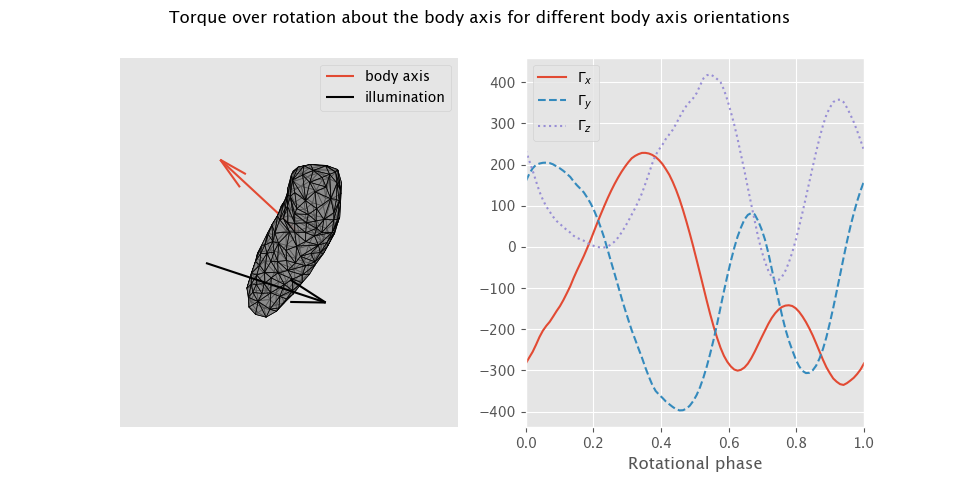 Torque over rotation about the body axis for different body axis orientations
body axis
illumination
Γx
Γy
Γz
400
300
200
100
0
−100
−200
−300
−400
0.0 0.2 0.4 0.6 0.8 1.0
Rotational phase